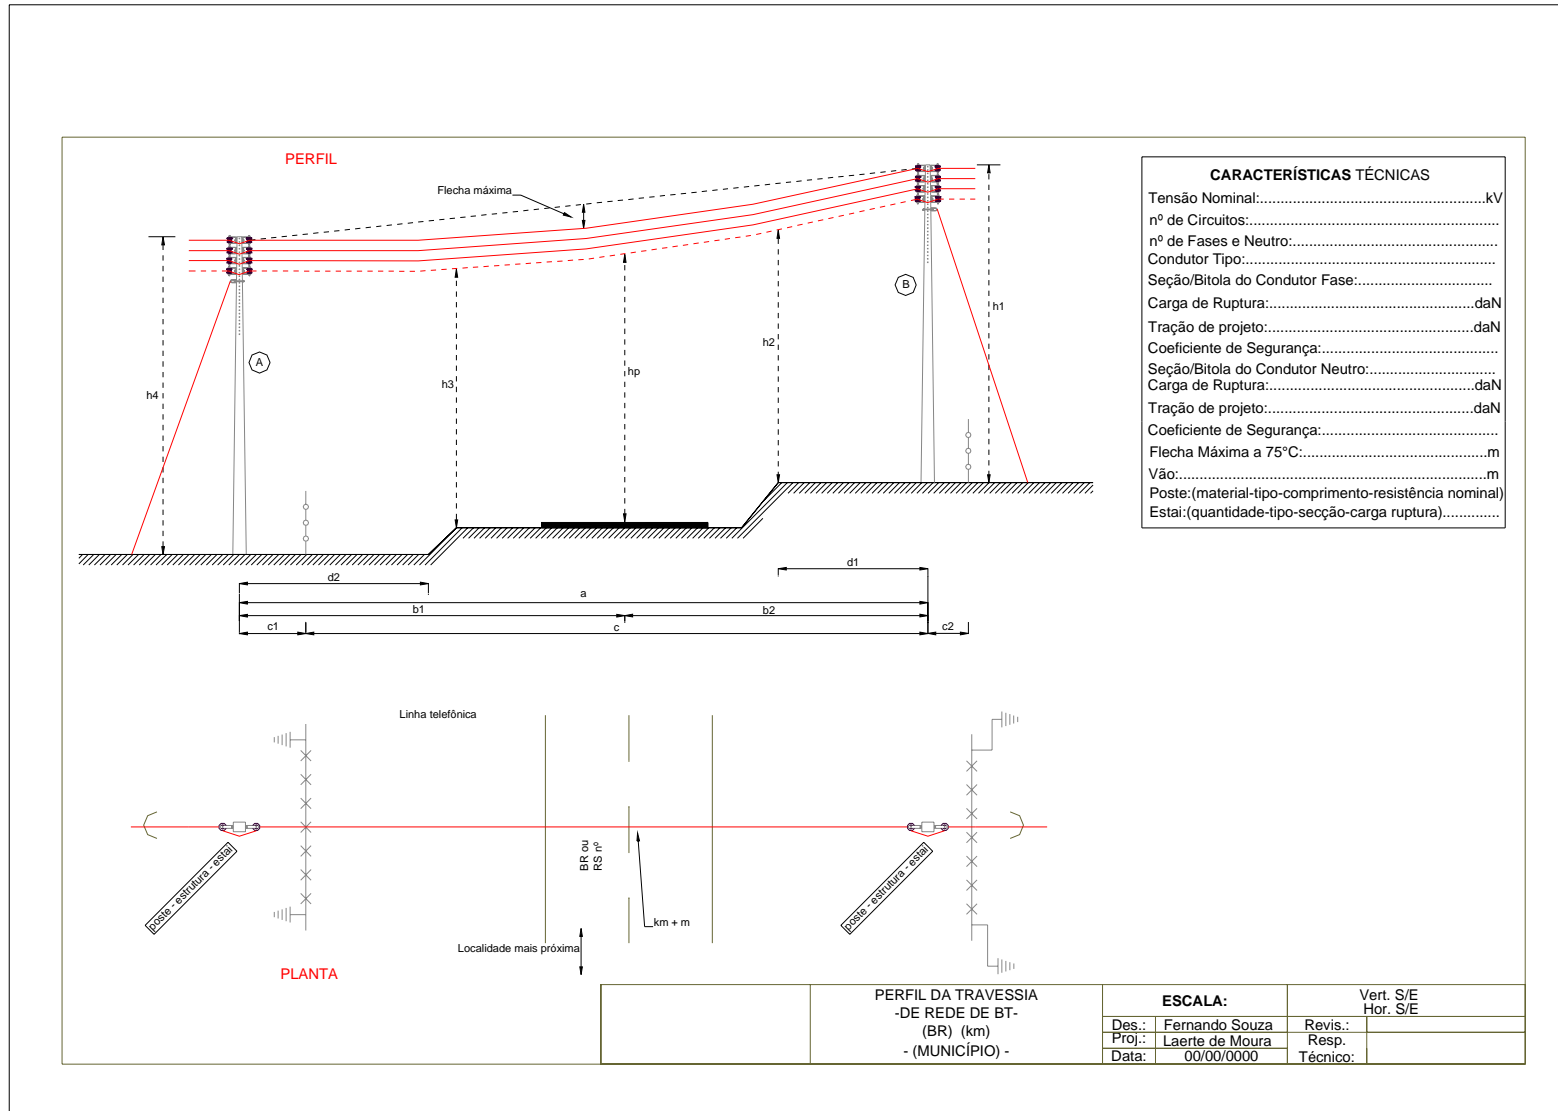 PERFIL
Flecha máxima
A
B
h4
h3
hp
h2
h1
d2
d1
a
b1
b2
c1
c
c2
CARACTERÍSTICAS TÉCNICAS
Tensão Nominal:......................................................kV
nº de Circuitos:............................................................
nº de Fases e Neutro:.................................................
Condutor Tipo:............................................................
Seção/Bitola do Condutor Fase:................................
Carga de Ruptura:.................................................daN
Tração de projeto:.................................................daN
Coeficiente de Segurança:..........................................
Seção/Bitola do Condutor Neutro:..............................
Carga de Ruptura:.................................................daN
Tração de projeto:.................................................daN
Coeficiente de Segurança:..........................................
Flecha Máxima a 75°C:............................................m
Vão:..........................................................................m
Poste:(material-tipo-comprimento-resistência nominal)
Estai:(quantidade-tipo-secção-carga ruptura).............
Linha telefônica
BR ou
RS nº
km + m
Localidade mais próxima
poste - estrutura - estai
poste - estrutura - estai
PLANTA
PERFIL DA TRAVESSIA
-DE REDE DE BT-
(BR) (km)
- (MUNICÍPIO) -
ESCALA:
Vert. S/E
Hor. S/E
Des.: Fernando Souza Revis.:
Proj.: Laerte de Moura Resp.
Data: 00/00/0000 Técnico: